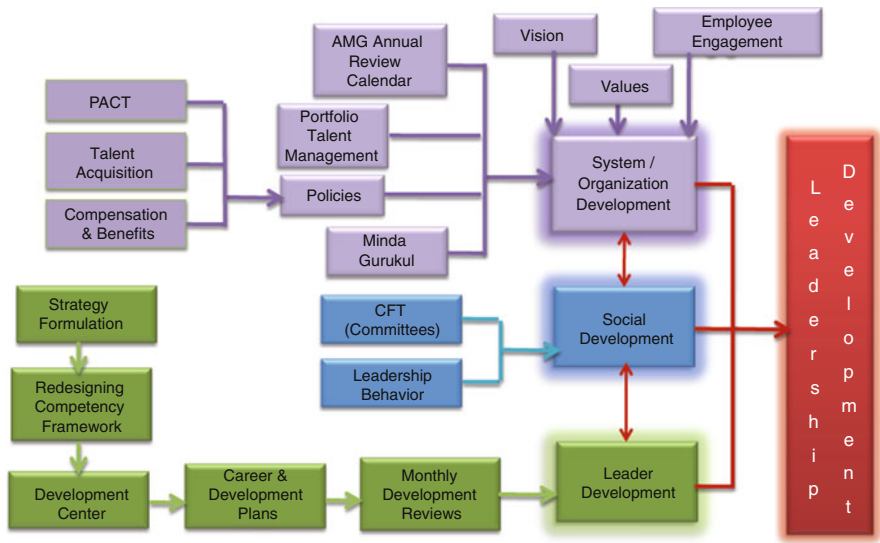 AMG Annual
Review
Calendar
Vision
Employee
Engagement
PACT
Values
Portfolio
Talent
Management
Talent
Acquisition
System /
Organization
Development
Policies
Compensation
& Benefits
Minda
Gurukul
Strategy
Formulation
CFT
(Committees)
Social
Development
Leadership
Behavior
Redesigning
Competency
Framework
Development
Center
Career &
Development
Plans
Monthly
Development
Reviews
Leader
Development
Leadership
Development